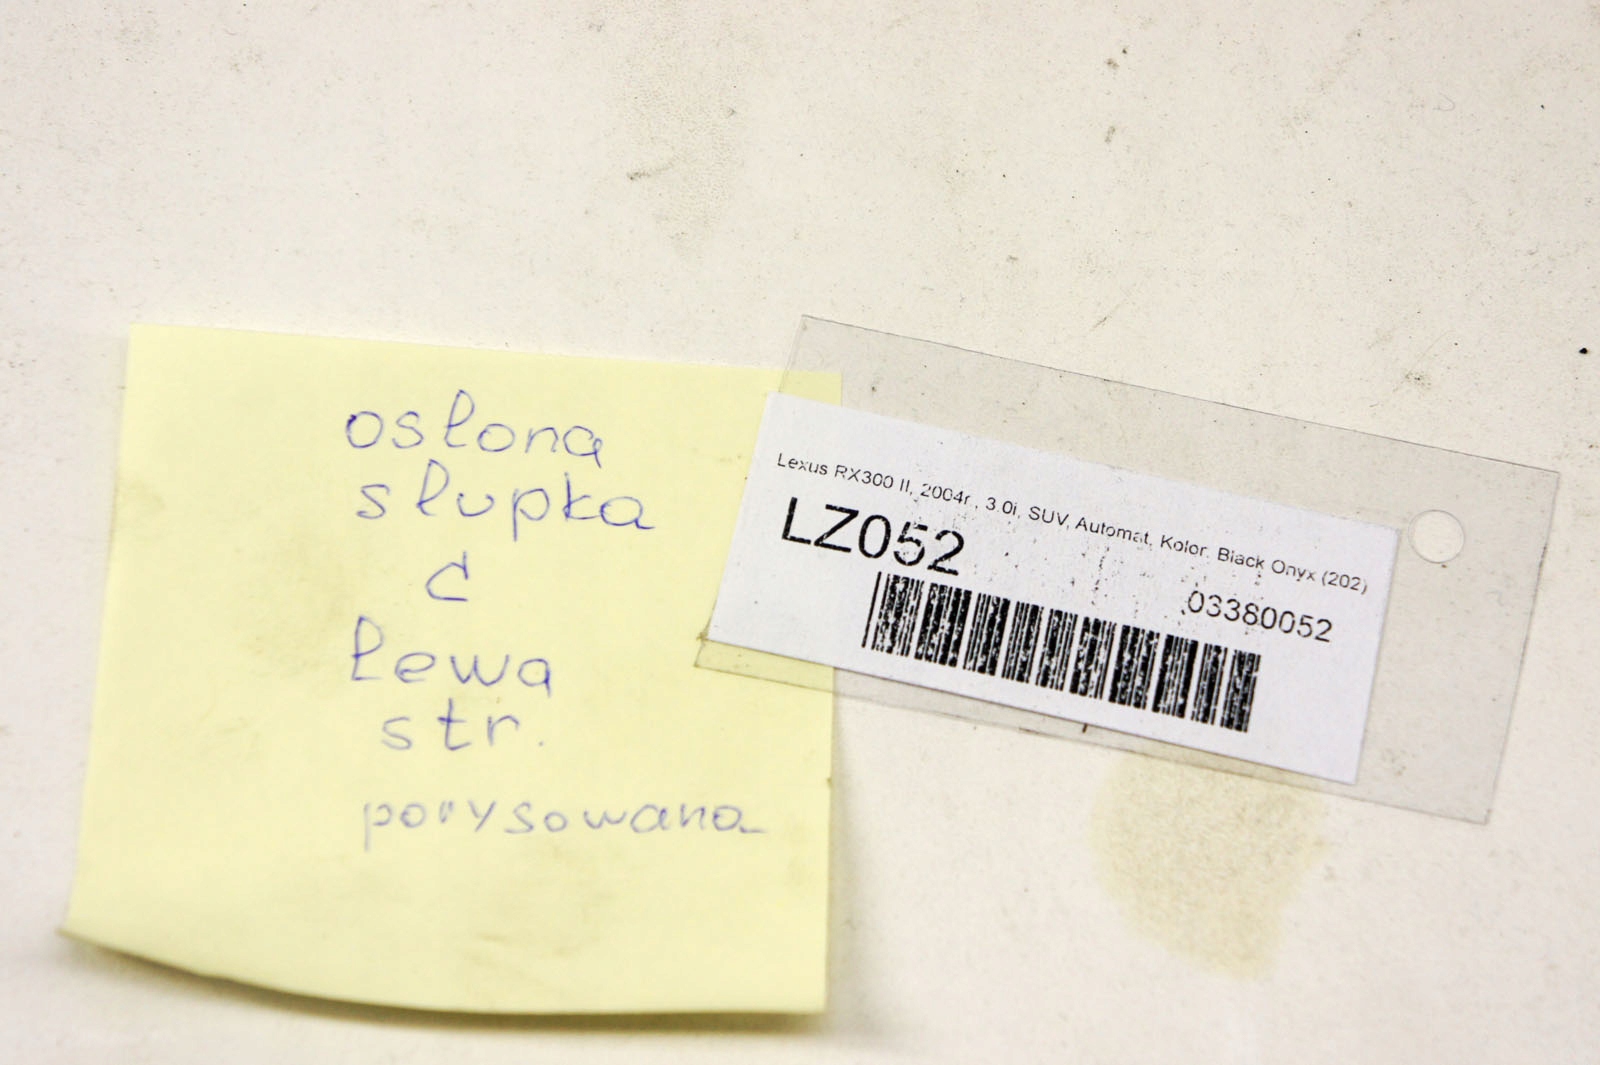 osłona
słupka
C
lewa
str.
porysowana
Lexus RX300 II, 2004r., 3.0i, SUV, Automat, Kolor: Black Onyx (202)
LZ052
03380052